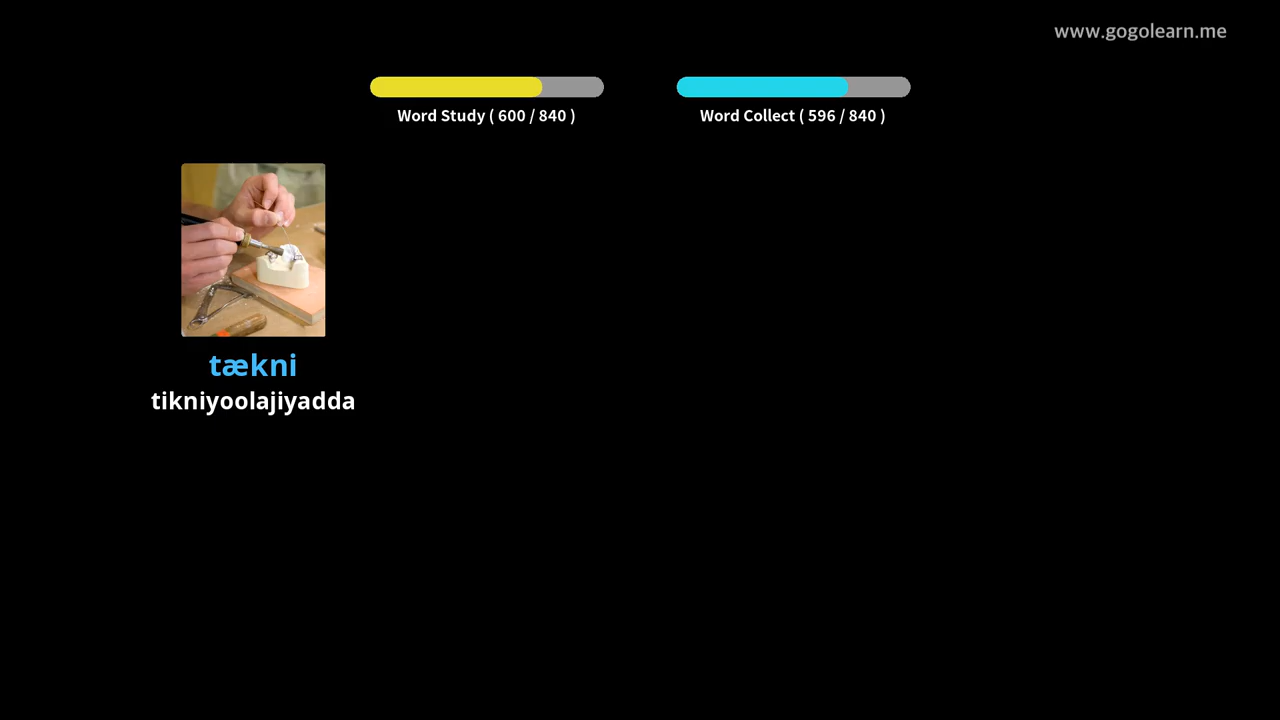 www.gogolearn.me
Word Study ( 600 / 840 )
Word Collect ( 596 / 840 )
tækni
tikniyoolajiyadda